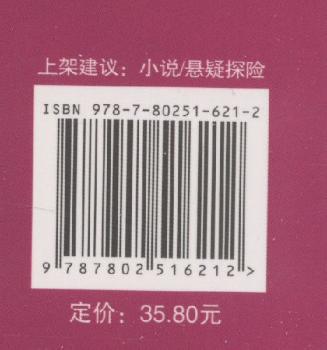 上架建议：小说/悬疑探险
ISBN 978-7-80251-621-2
9 787802 516212 >
定价：35.80元